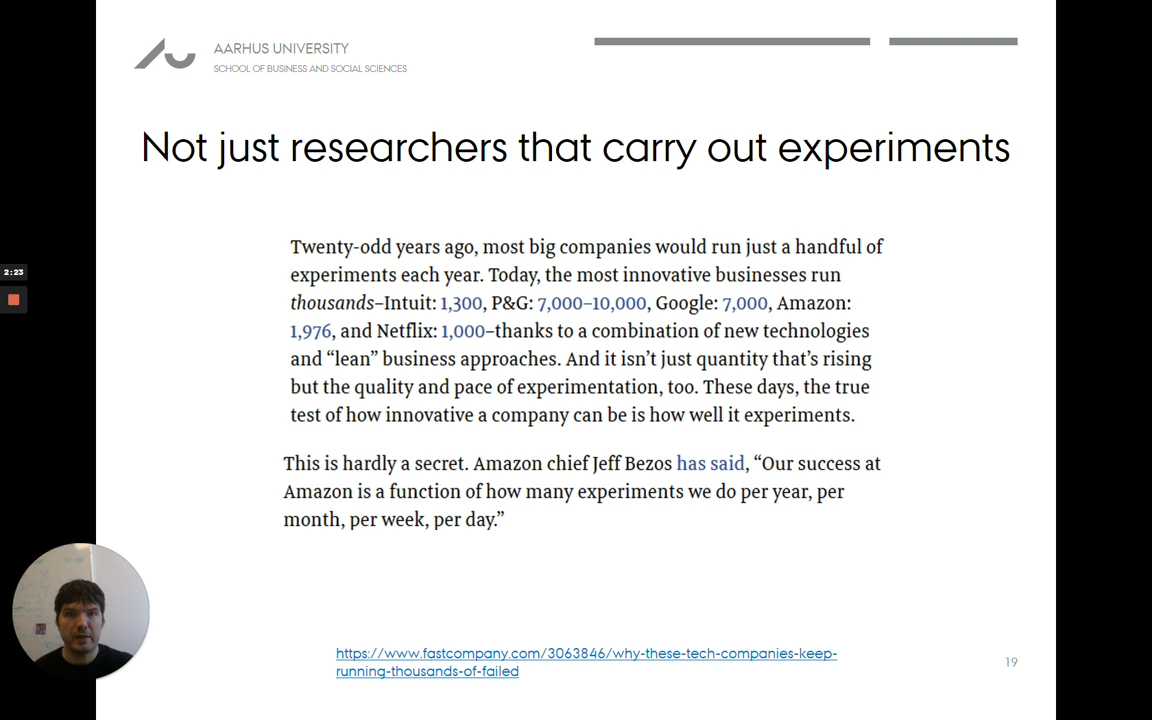 AARHUS UNIVERSITY
SCHOOL OF BUSINESS AND SOCIAL SCIENCES
Not just researchers that carry out experiments
Twenty-odd years ago, most big companies would run just a handful of
experiments each year. Today, the most innovative businesses run
thousands–Intuit: 1,300, P&G: 7,000–10,000, Google: 7,000, Amazon:
1,976, and Netflix: 1,000–thanks to a combination of new technologies
and “lean” business approaches. And it isn’t just quantity that’s rising
but the quality and pace of experimentation, too. These days, the true
test of how innovative a company can be is how well it experiments.
This is hardly a secret. Amazon chief Jeff Bezos has said, “Our success at
Amazon is a function of how many experiments we do per year, per
month, per week, per day.”
2:23
https://www.fastcompany.com/3063846/why-these-tech-companies-keep-
running-thousands-of-failed
19